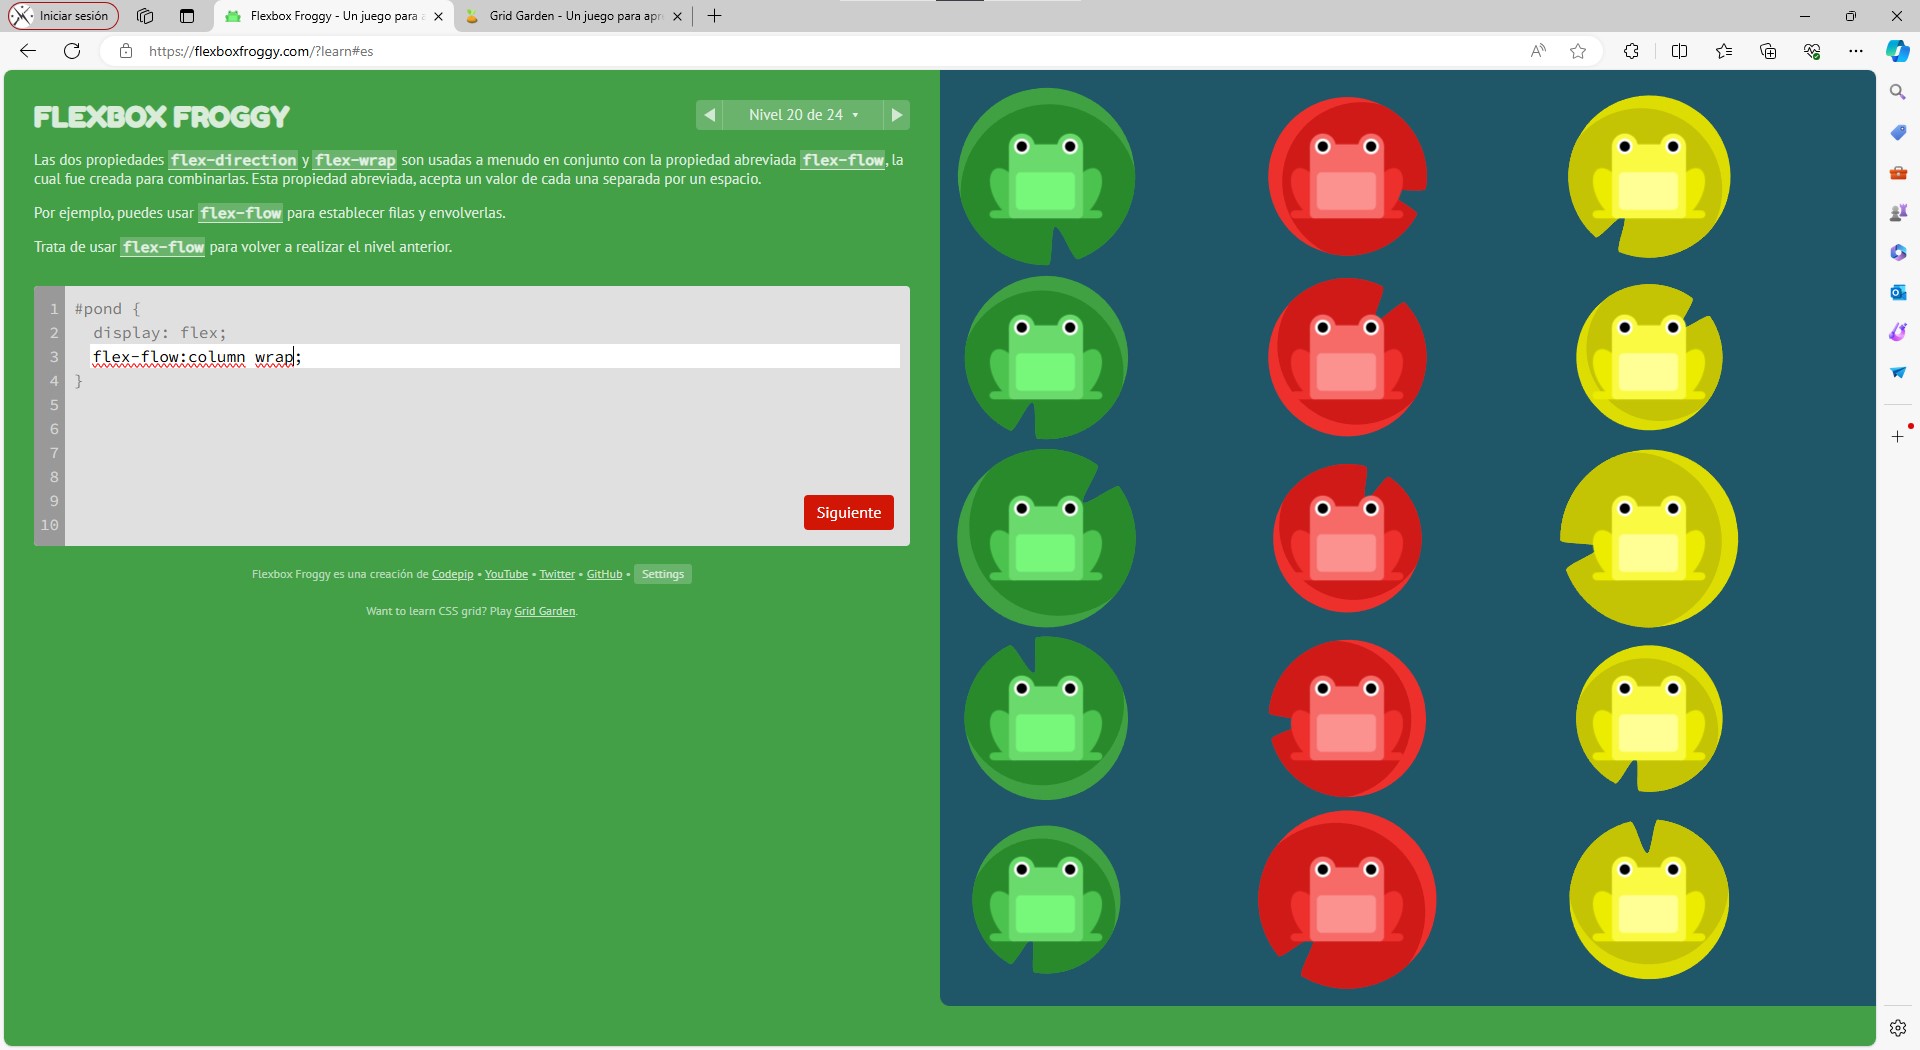 Iniciar sesión
Flexbox Froggy - Un juego para a
Grid Garden - Un juego para apr
https://flexboxfroggy.com/?learn#es
FLEXBOX FROGGY
Nivel 20 de 24
Las dos propiedades flex-direction y flex-wrap son usadas a menudo en conjunto con la propiedad abreviada flex-flow, la
cual fue creada para combinarlas. Esta propiedad abreviada, acepta un valor de cada una separada por un espacio.
Por ejemplo, puedes usar flex-flow para establecer filas y envolverlas.
Trata de usar flex-flow para volver a realizar el nivel anterior.
1 #pond {
2 display: flex;
3 flex-flow:column wrap;
4 }
5
6
7
8
9
10
Siguiente
Flexbox Froggy es una creación de Codepip • YouTube • Twitter • GitHub • Settings
Want to learn CSS grid? Play Grid Garden.